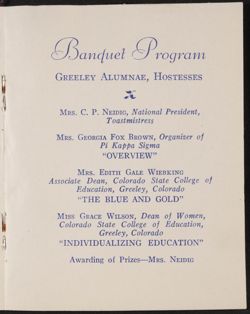 Banquet Program
GREELEY ALUMNAE, HOSTESSES
MRS. C. P. NEIDIG, National President,
Toastmistress
MRS. GEORGIA FOX BROWN, Organizer of
Pi Kappa Sigma
"OVERVIEW"
MRS. EDITH GALE WIEBKING
Associate Dean, Colorado State College of
Education, Greeley, Colorado
"THE BLUE AND GOLD"
MISS GRACE WILSON, Dean of Women,
Colorado State College of Education,
Greeley, Colorado
"INDIVIDUALIZING EDUCATION"
Awarding of Prizes—MRS. NEIDIG